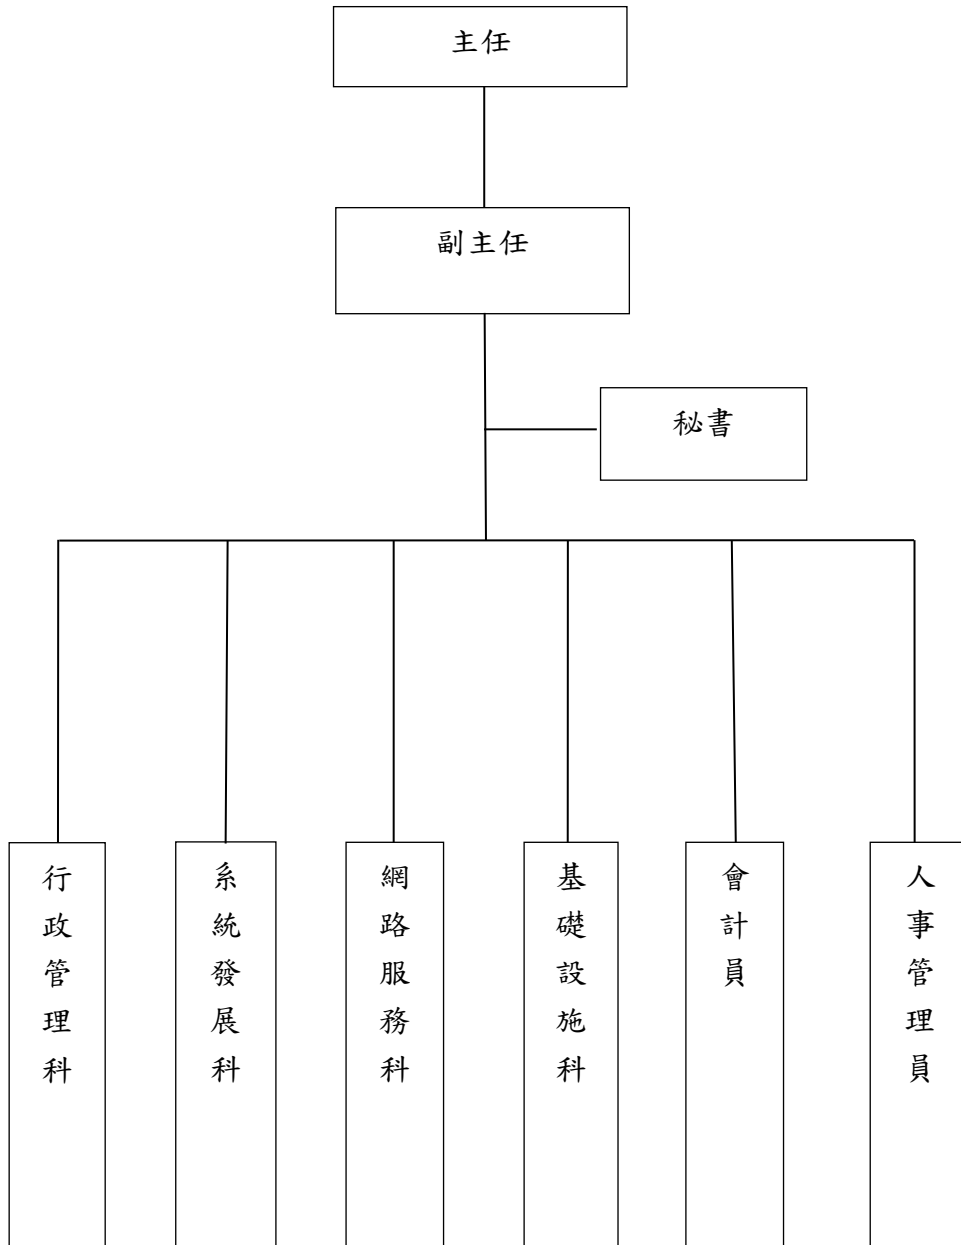 主任
副主任
秘書
行政管理科
系統發展科
網路服務科
基礎設施科
會計員
人事管理員